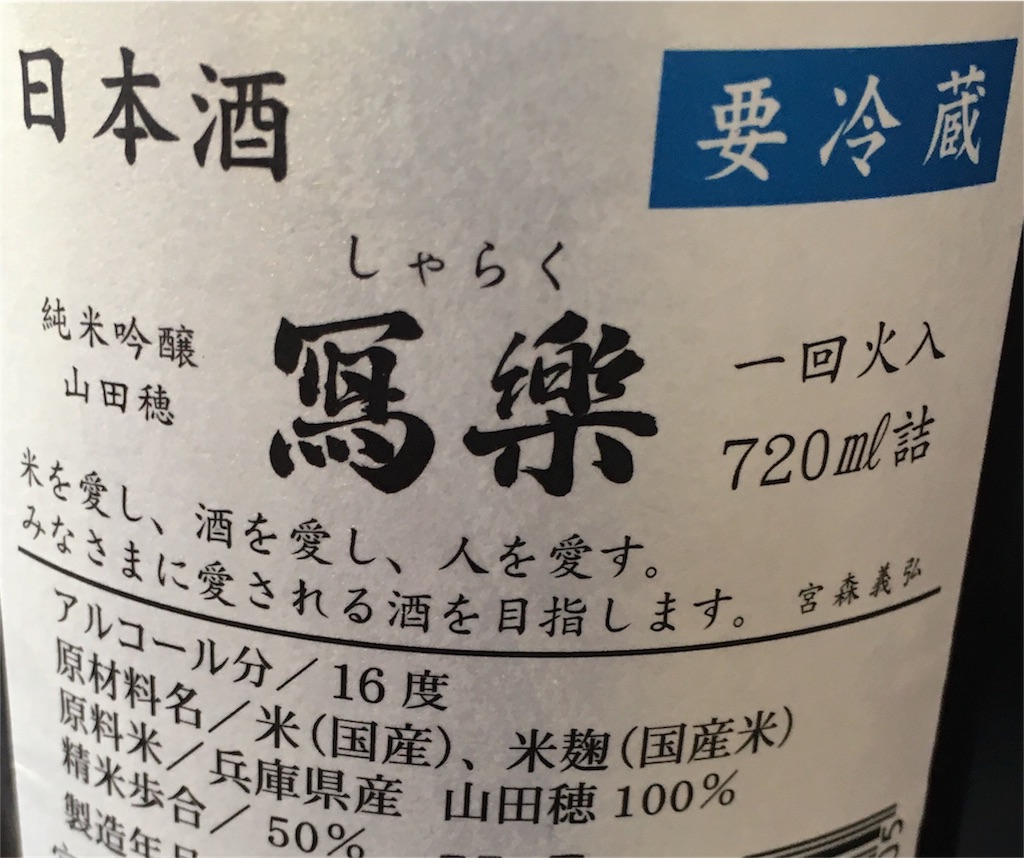 日本酒
要冷蔵
しゃらく
寫樂
純米吟醸
山田穂
一回火入
720ml詰
米を愛し、酒を愛し、人を愛す。
みなさまに愛される酒を目指します。 宮森義弘
アルコール分／16度
原材料名／米(国産)、米麹(国産米)
原料米／兵庫県産 山田穂100%
精米歩合／50%
製造年月